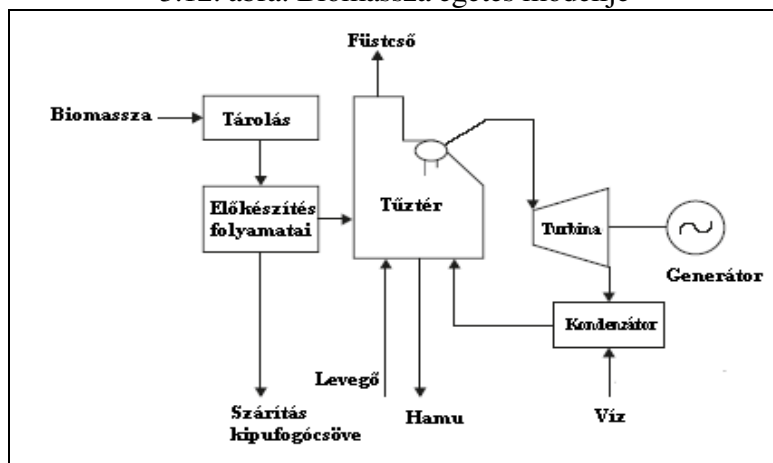 3.12. ábra: Biomassza égetés modellje
Füstcső
Biomassza
Tárolás
Előkészítés
folyamatai
Tűztér
Turbina
Generátor
Kondenzátor
Levegő
Szárítás
kipufogócsöve
Hamu
Víz